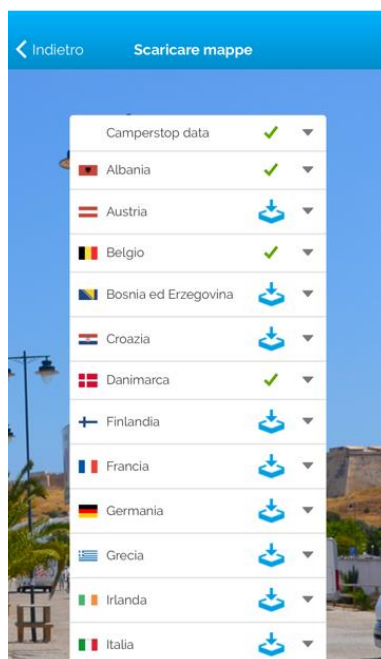 Indietro
Scaricare mappe
Camperstop data
Albania
Austria
Belgio
Bosnia ed Erzegovina
Croazia
Danimarca
Finlandia
Francia
Germania
Grecia
Irlanda
Italia